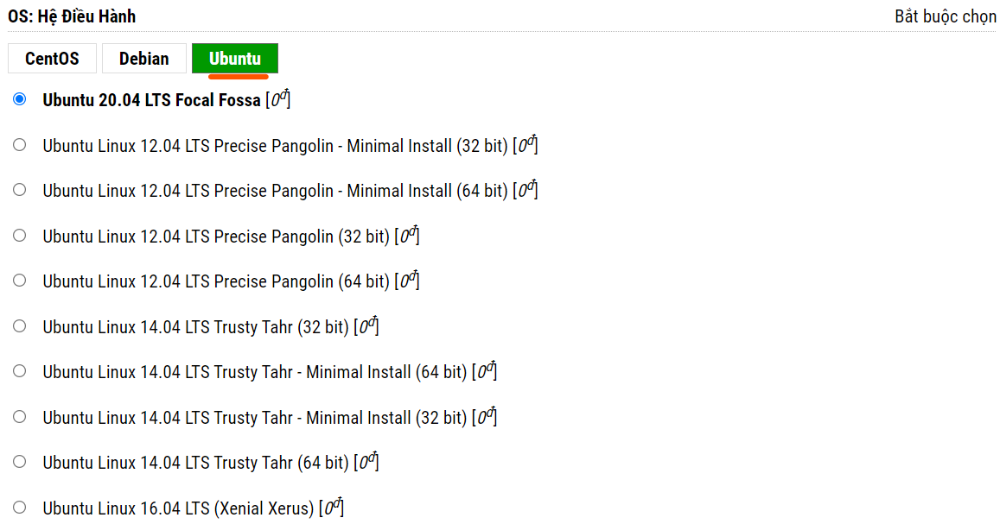 OS: Hệ Điều Hành Bắt buộc chọn
CentOS Debian Ubuntu
Ubuntu 20.04 LTS Focal Fossa [0đ]
Ubuntu Linux 12.04 LTS Precise Pangolin - Minimal Install (32 bit) [0đ]
Ubuntu Linux 12.04 LTS Precise Pangolin - Minimal Install (64 bit) [0đ]
Ubuntu Linux 12.04 LTS Precise Pangolin (32 bit) [0đ]
Ubuntu Linux 12.04 LTS Precise Pangolin (64 bit) [0đ]
Ubuntu Linux 14.04 LTS Trusty Tahr (32 bit) [0đ]
Ubuntu Linux 14.04 LTS Trusty Tahr - Minimal Install (64 bit) [0đ]
Ubuntu Linux 14.04 LTS Trusty Tahr - Minimal Install (32 bit) [0đ]
Ubuntu Linux 14.04 LTS Trusty Tahr (64 bit) [0đ]
Ubuntu Linux 16.04 LTS (Xenial Xerus) [0đ]